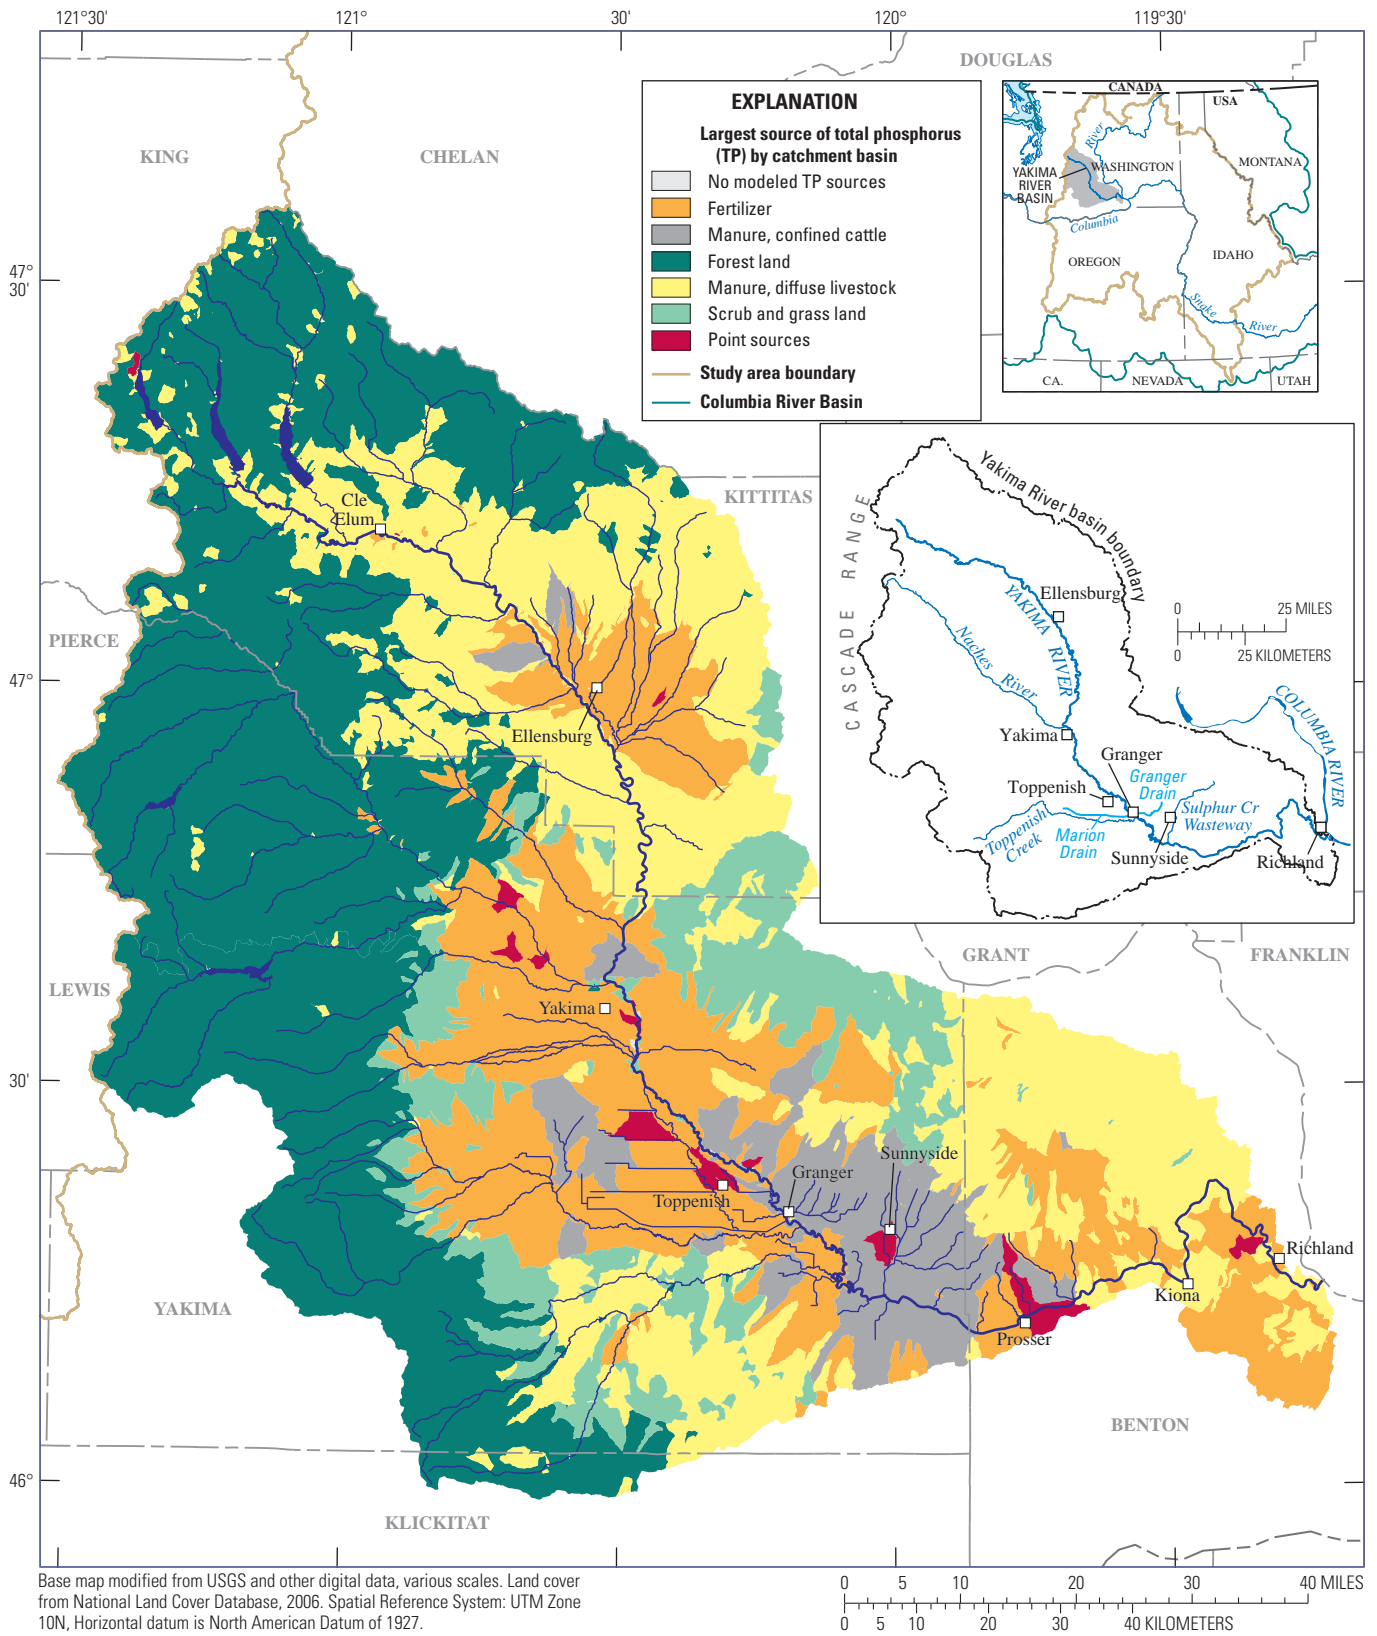 121°30'
121°
30'
120°
119°30'
DOUGLAS
KING
CHELAN
EXPLANATION
Largest source of total phosphorus
(TP) by catchment basin
No modeled TP sources
Fertilizer
Manure, confined cattle
Forest land
Manure, diffuse livestock
Scrub and grass land
Point sources
Study area boundary
Columbia River Basin
CANADA
USA
River
WASHINGTON
MONTANA
YAKIMA
RIVER
BASIN
Columbia
OREGON
IDAHO
Snake
River
CA.
NEVADA
UTAH
47°
30'
KITTITAS
Cle
Elum
CASCADE RANGE
Yakima River basin boundary
Ellensburg
YAKIMA RIVER
Naches River
0 25 MILES
0 25 KILOMETERS
COLUMBIA RIVER
Yakima
Granger
Toppenish
Granger
Drain
Sulphur Cr
Wasteway
Toppenish
Creek
Marion
Drain
Sunnyside
Richland
PIERCE
47°
Ellensburg
GRANT
FRANKLIN
LEWIS
Yakima
30'
Sunnyside
Granger
Toppenish
Richland
Kiona
Prosser
YAKIMA
BENTON
46°
KLICKITAT
Base map modified from USGS and other digital data, various scales. Land cover
from National Land Cover Database, 2006. Spatial Reference System: UTM Zone
10N, Horizontal datum is North American Datum of 1927.
0 5 10 20 30 40 MILES
0 5 10 20 30 40 KILOMETERS